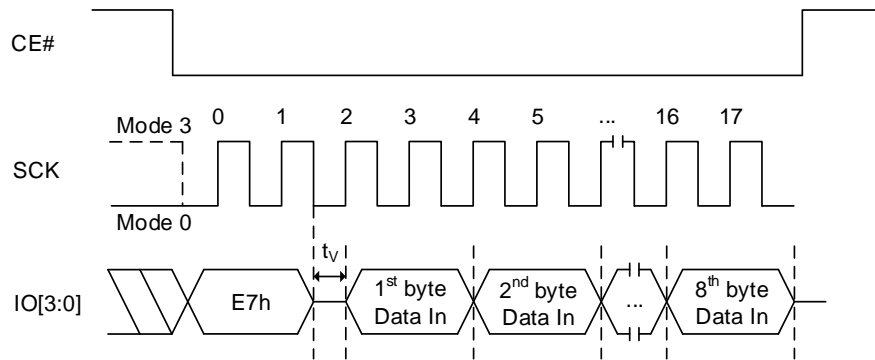 CE#
Mode 3
0 1 2 3 4 5 ... 16 17
SCK
Mode 0
tV
IO[3:0]
E7h
1st byte
Data In
2nd byte
Data In
...
8th byte
Data In